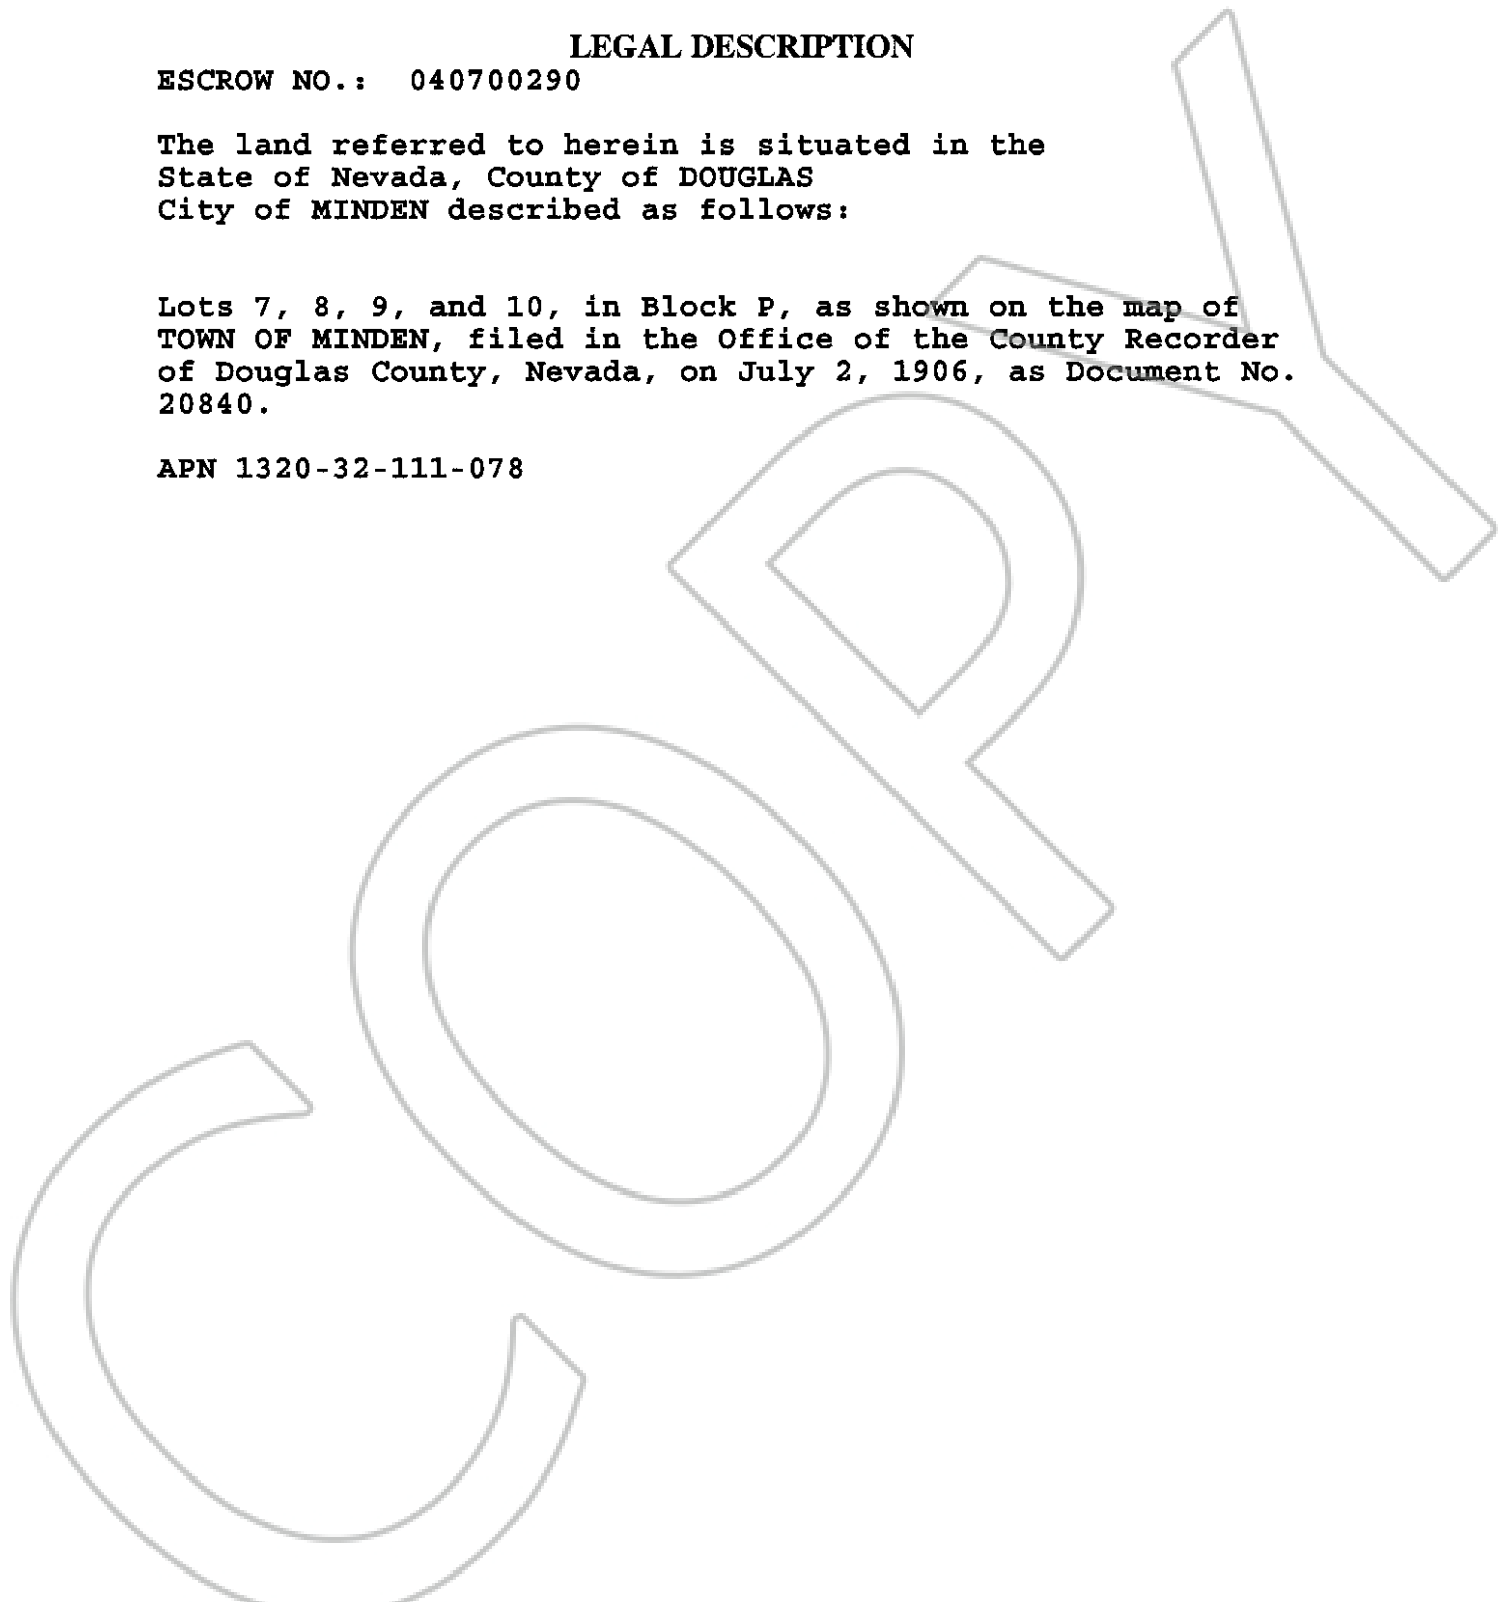 LEGAL DESCRIPTION
ESCROW NO.: 040700290
The land referred to herein is situated in the
State of Nevada, County of DOUGLAS
City of MINDEN described as follows:
Lots 7, 8, 9, and 10, in Block P, as shown on the map of
TOWN OF MINDEN, filed in the Office of the County Recorder
of Douglas County, Nevada, on July 2, 1906, as Document No.
20840.
APN 1320-32-111-078
COPY